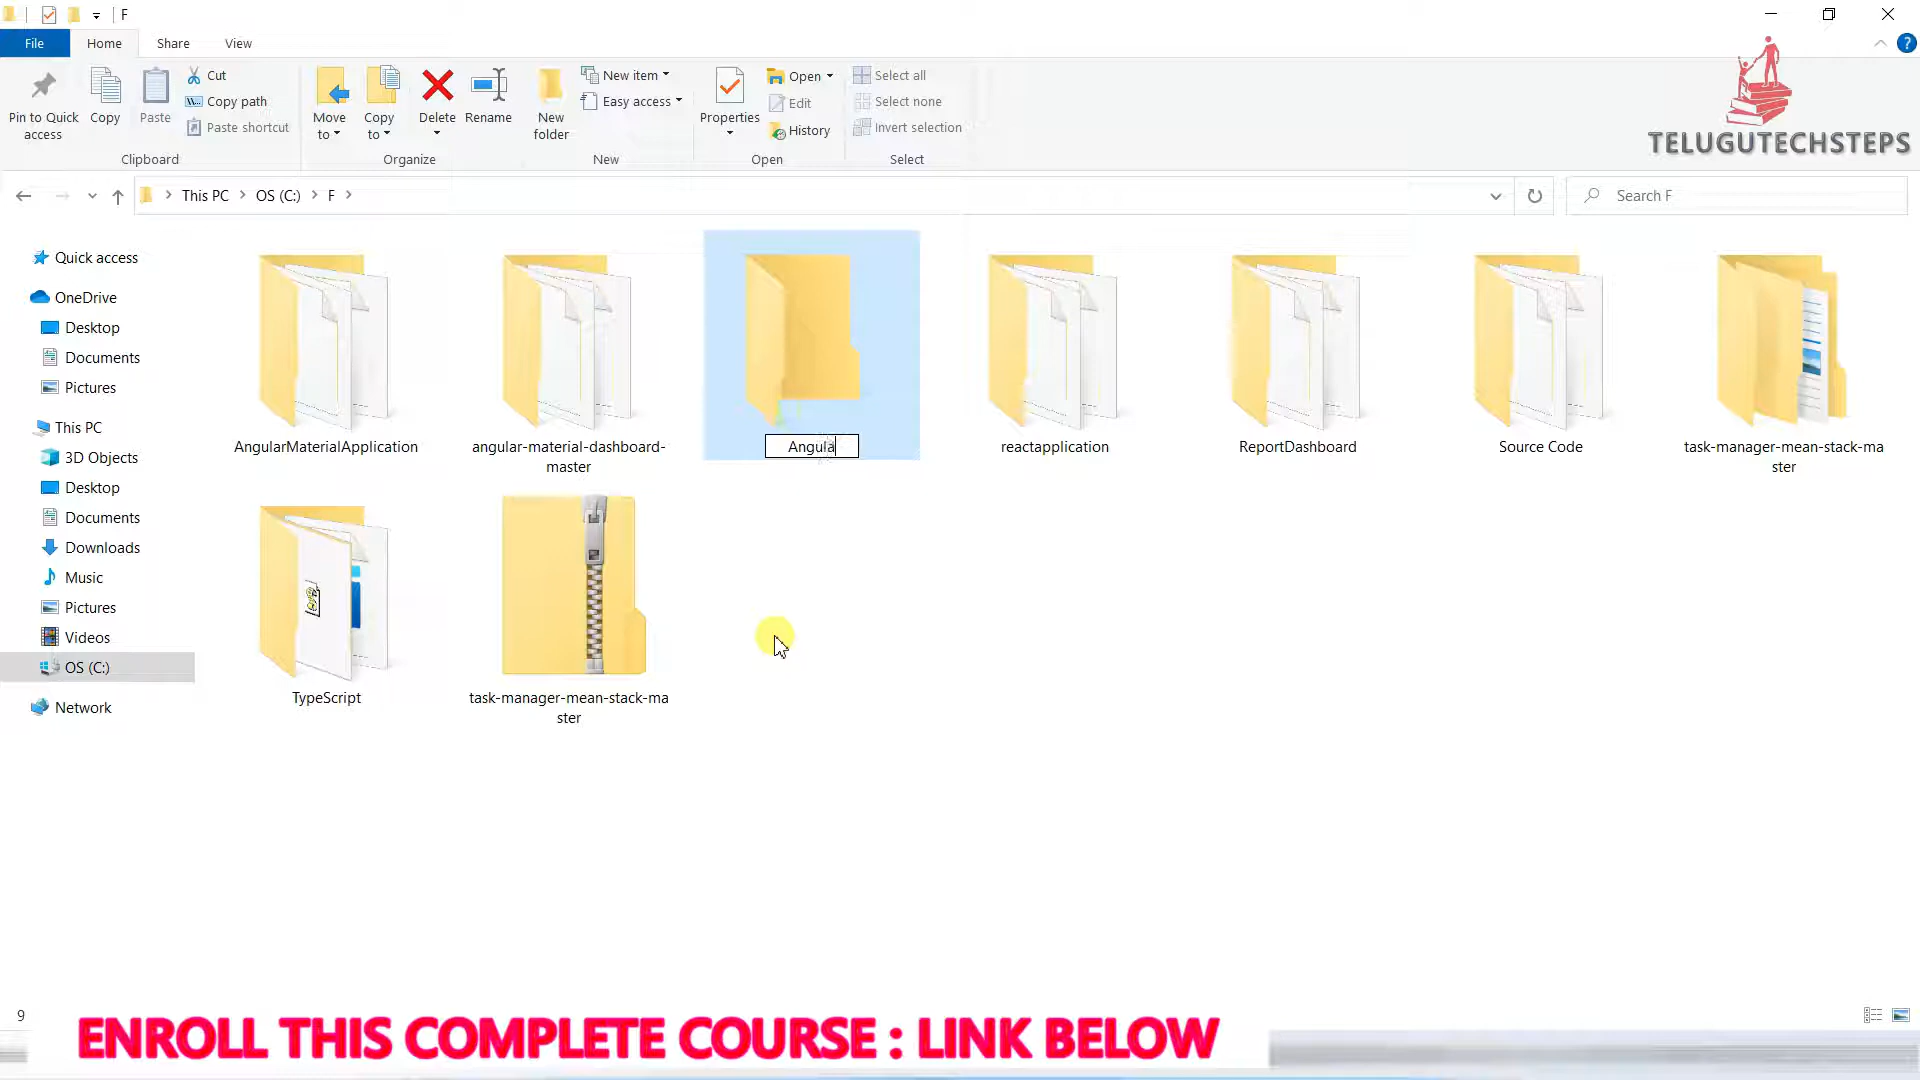 F
File
Home
Share
View
Pin to Quick
access
Copy
Paste
Cut
Copy path
Paste shortcut
Clipboard
Move
to
Copy
to
Delete
Rename
Organize
New
folder
New item
Easy access
New
Properties
Open
Edit
History
Open
Select all
Select none
Invert selection
Select
TELUGUTECHSTEPS
This PC
OS (C:)
F
Search F
Quick access
OneDrive
Desktop
Documents
Pictures
This PC
3D Objects
Desktop
Documents
Downloads
Music
Pictures
Videos
OS (C:)
Network
AngularMaterialApplication
angular-material-dashboard-
master
Angula
reactapplication
ReportDashboard
Source Code
task-manager-mean-stack-ma
ster
TypeScript
task-manager-mean-stack-ma
ster
9
ENROLL THIS COMPLETE COURSE : LINK BELOW